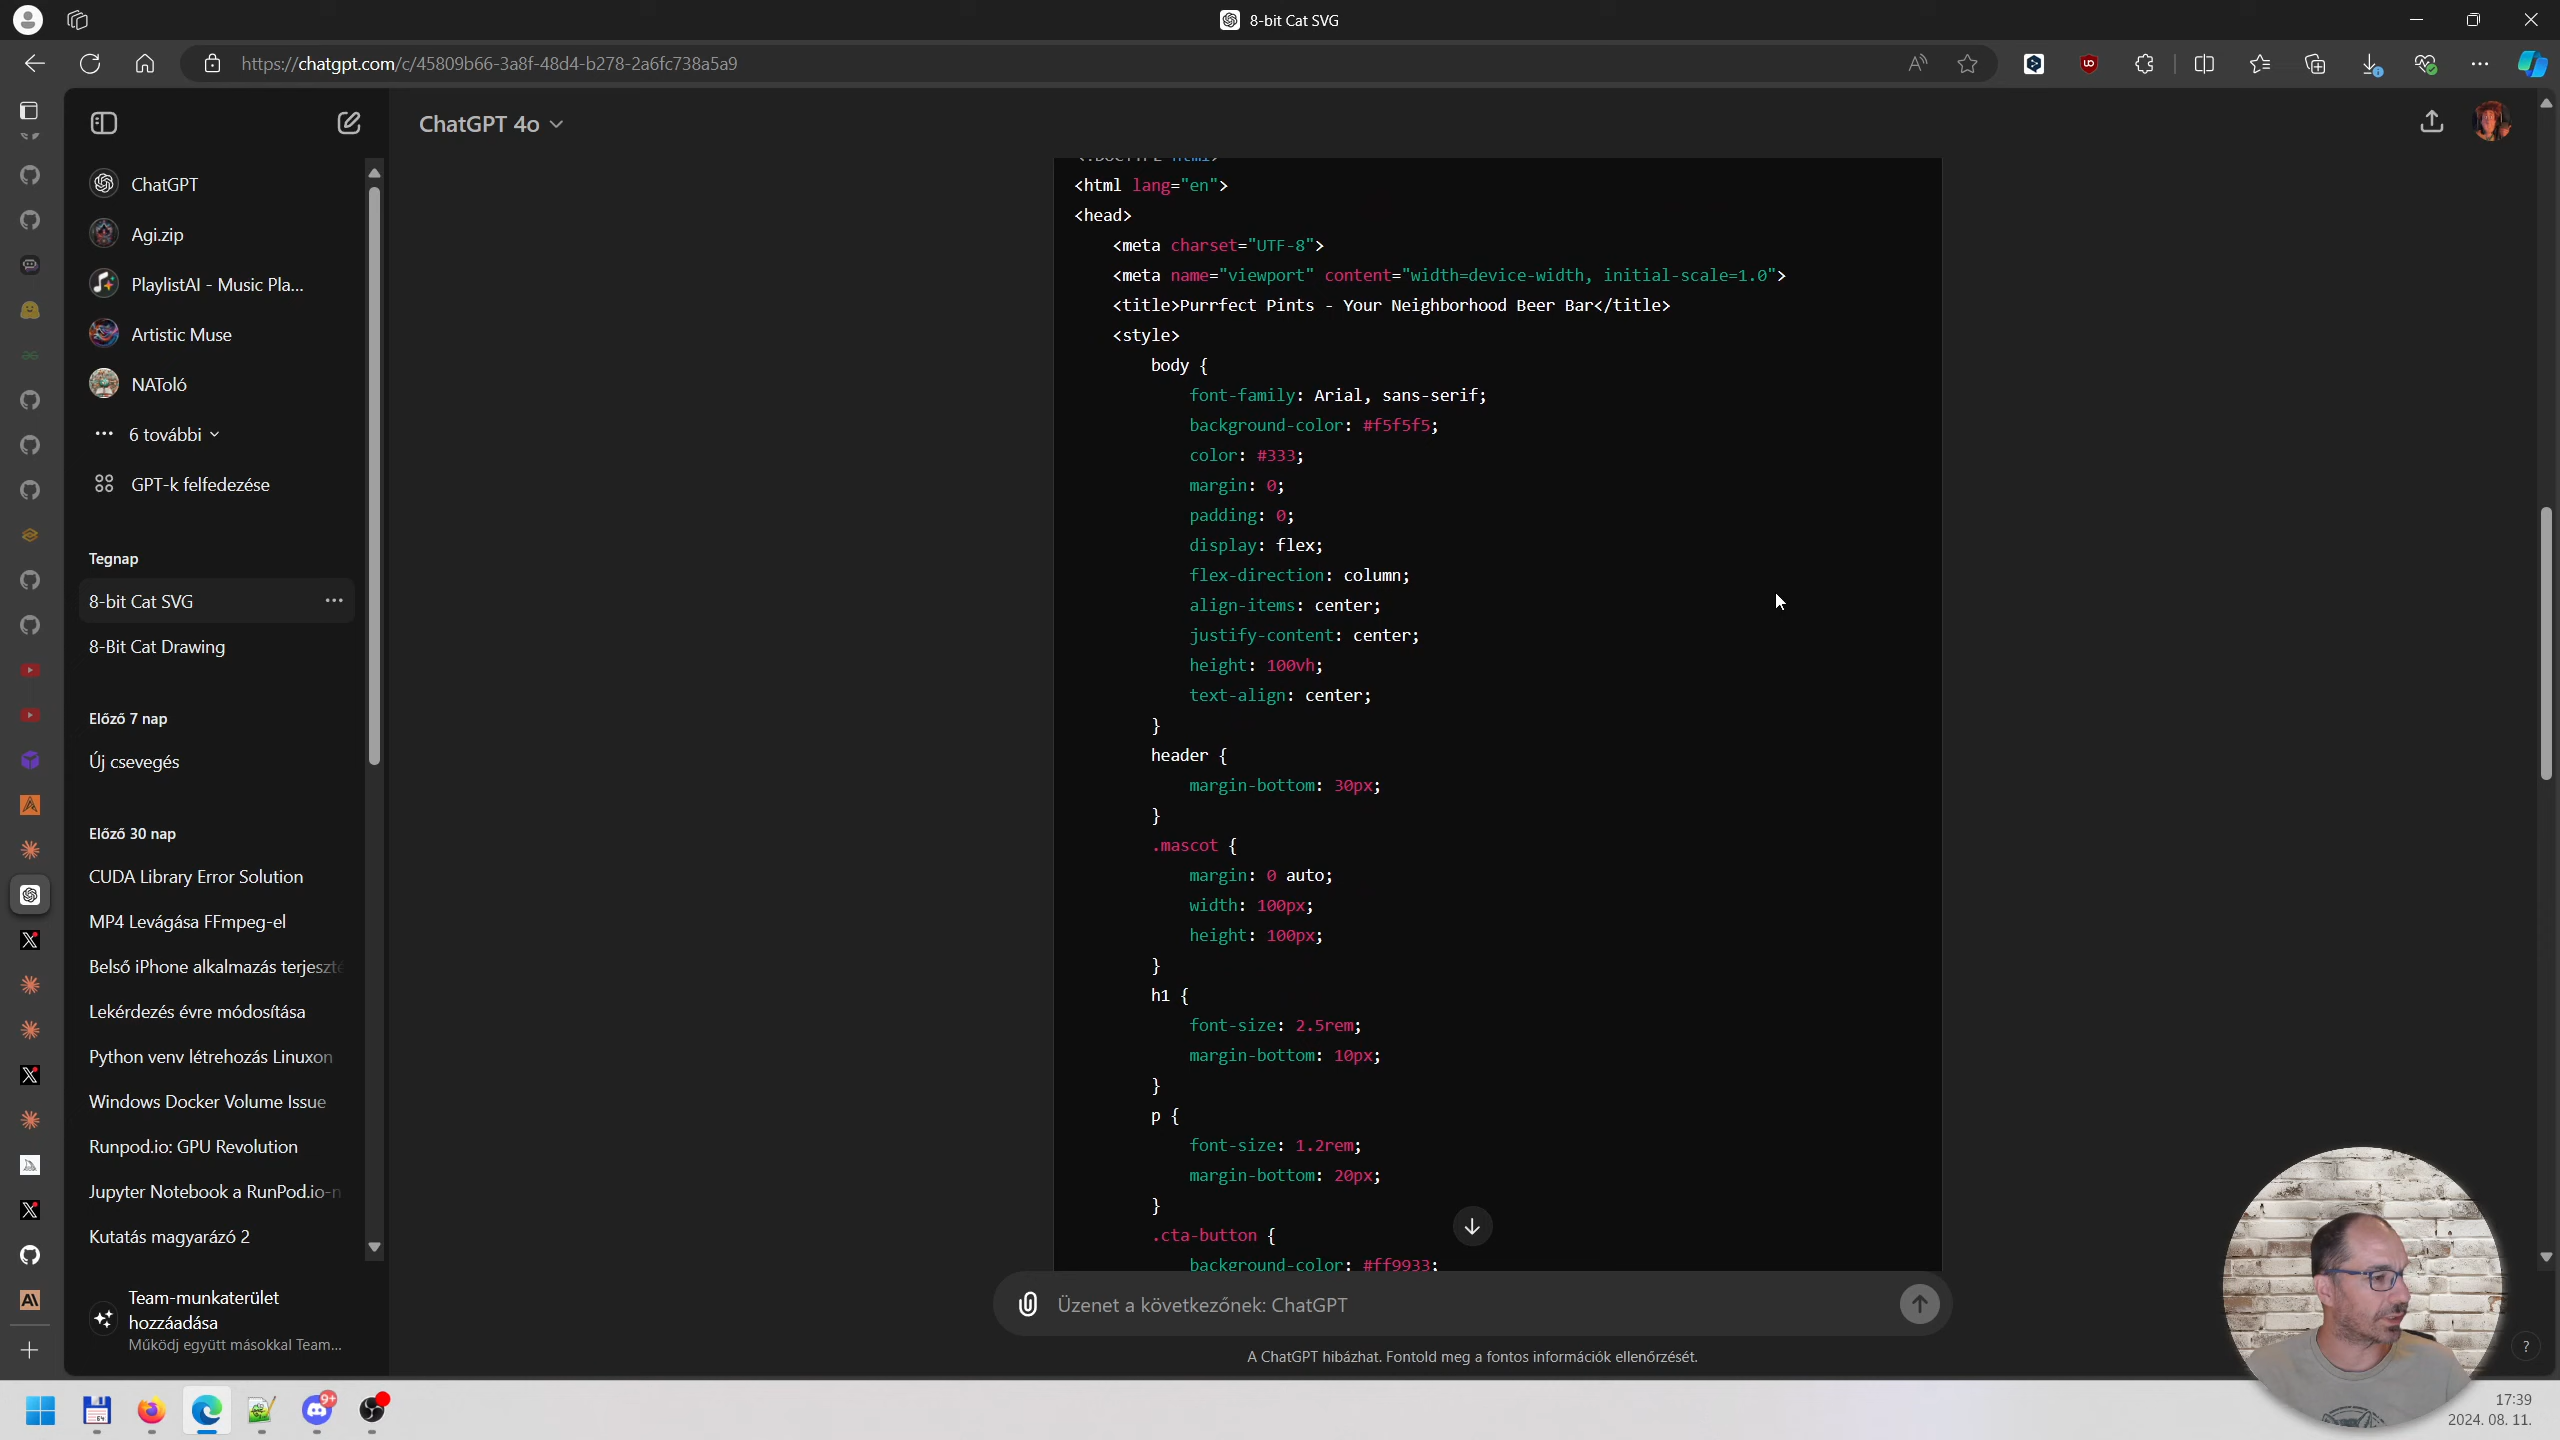 8-bit Cat SVG
https://chatgpt.com/c/45809b66-3a8f-48d4-b278-2a6fc738a5a9
ChatGPT
Agi.zip
PlaylistAI - Music Pla...
Artistic Muse
NAToló
6 további
GPT-k felfedezése
Tegnap
8-bit Cat SVG
8-Bit Cat Drawing
Előző 7 nap
Új csevegés
Előző 30 nap
CUDA Library Error Solution
MP4 Levágása FFmpeg-el
Belső iPhone alkalmazás terjeszté
Lekérdezés évre módosítása
Python venv létrehozás Linuxon
Windows Docker Volume Issue
Runpod.io: GPU Revolution
Jupyter Notebook a RunPod.io-n
Kutatás magyarázó 2
Team-munkaterület
hozzáadása
Működj együtt másokkal Team...
ChatGPT 4o
<!DOCTYPE html>
<html lang="en">
<head>
<meta charset="UTF-8">
<meta name="viewport" content="width=device-width, initial-scale=1.0">
<title>Purrfect Pints - Your Neighborhood Beer Bar</title>
<style>
body {
font-family: Arial, sans-serif;
background-color: #f5f5f5;
color: #333;
margin: 0;
padding: 0;
display: flex;
flex-direction: column;
align-items: center;
justify-content: center;
height: 100vh;
text-align: center;
}
header {
margin-bottom: 30px;
}
.mascot {
margin: 0 auto;
width: 100px;
height: 100px;
}
h1 {
font-size: 2.5rem;
margin-bottom: 10px;
}
p {
font-size: 1.2rem;
margin-bottom: 20px;
}
.cta-button {
background-color: #ff9933;
Üzenet a következőnek: ChatGPT
A ChatGPT hibázhat. Fontold meg a fontos információk ellenőrzését.
?
9+
64
17:39
2024. 08. 11.